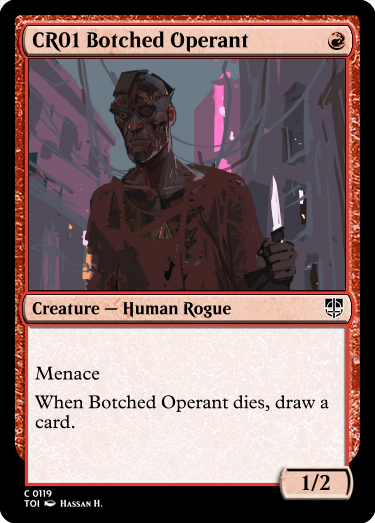 CR01 Botched Operant
Creature — Human Rogue
Menace
When Botched Operant dies, draw a
card.
1/2
C 0119
TOI HASSAN H.